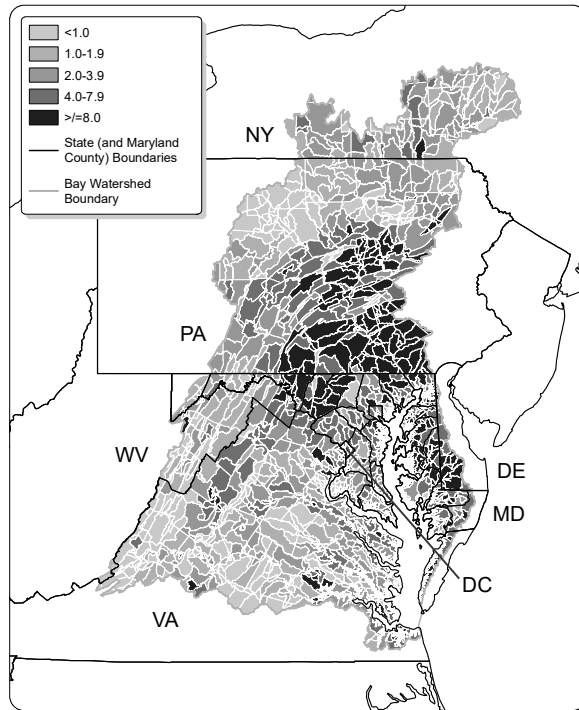 <1.0
1.0-1.9
2.0-3.9
4.0-7.9
>/=8.0
State (and Maryland
County) Boundaries
Bay Watershed
Boundary
NY
PA
WV
DE
MD
DC
VA